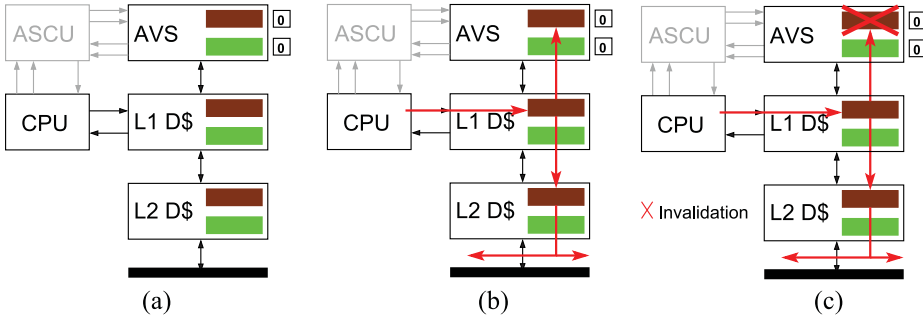 ASCU
AVS
0
0
CPU
L1 D$
L2 D$
(a)
ASCU
AVS
0
0
CPU
L1 D$
L2 D$
(b)
ASCU
AVS
0
0
CPU
L1 D$
L2 D$
Invalidation
(c)